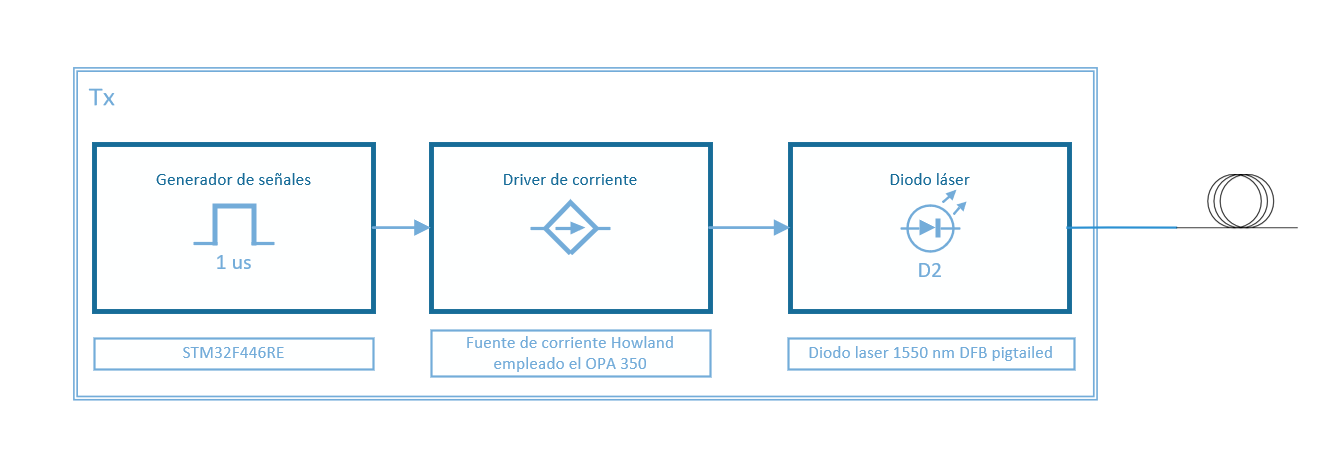 Tx
Generador de señales
1 us
STM32F446RE
Driver de corriente
Fuente de corriente Howland
empleado el OPA 350
Diodo láser
D2
Diodo laser 1550 nm DFB pigtailed